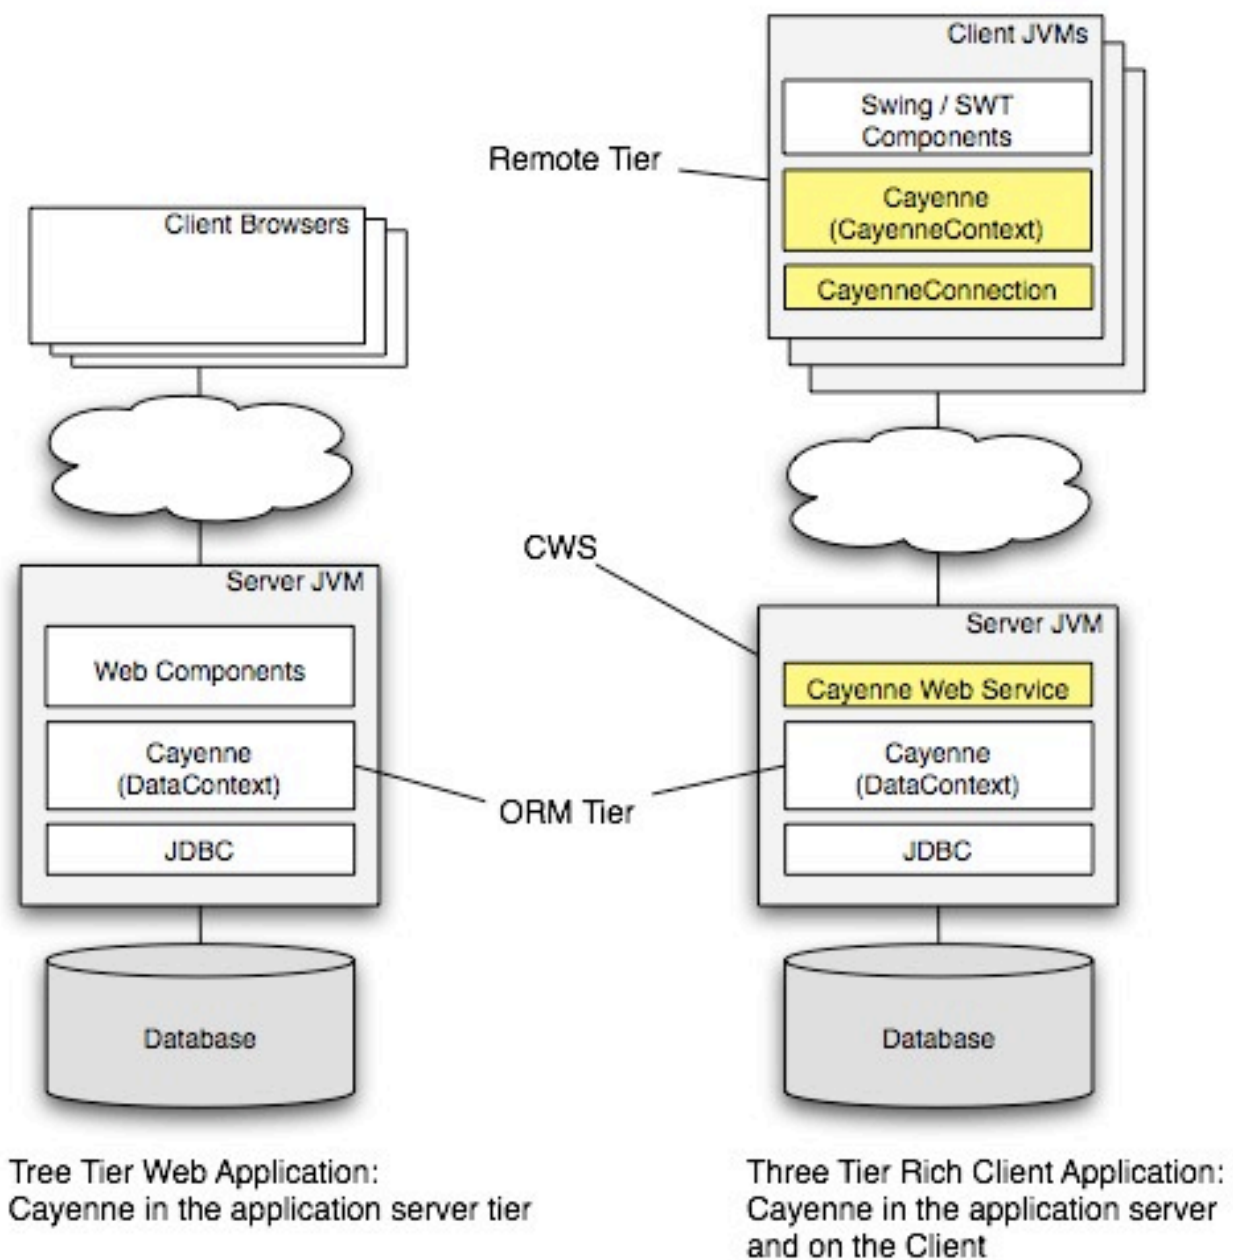 Client JVMs
Swing / SWT
Components
Remote Tier
Cayenne
(CayenneContext)
CayenneConnection
Client Browsers
CWS
Server JVM
Web Components
Cayenne
(DataContext)
JDBC
ORM Tier
Server JVM
Cayenne Web Service
Cayenne
(DataContext)
JDBC
Database
Database
Tree Tier Web Application:
Cayenne in the application server tier
Three Tier Rich Client Application:
Cayenne in the application server
and on the Client